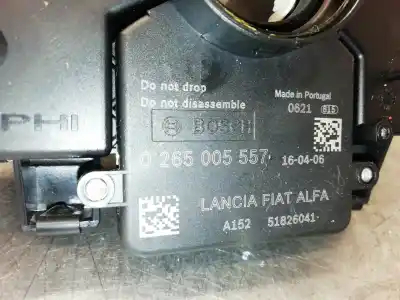 Do not drop
Do not disassemble
Made in Portugal
0621 315
PHI
BOSCH
0 265 005 557
16-04-06
LANCIA FIAT ALFA
A152 51826041